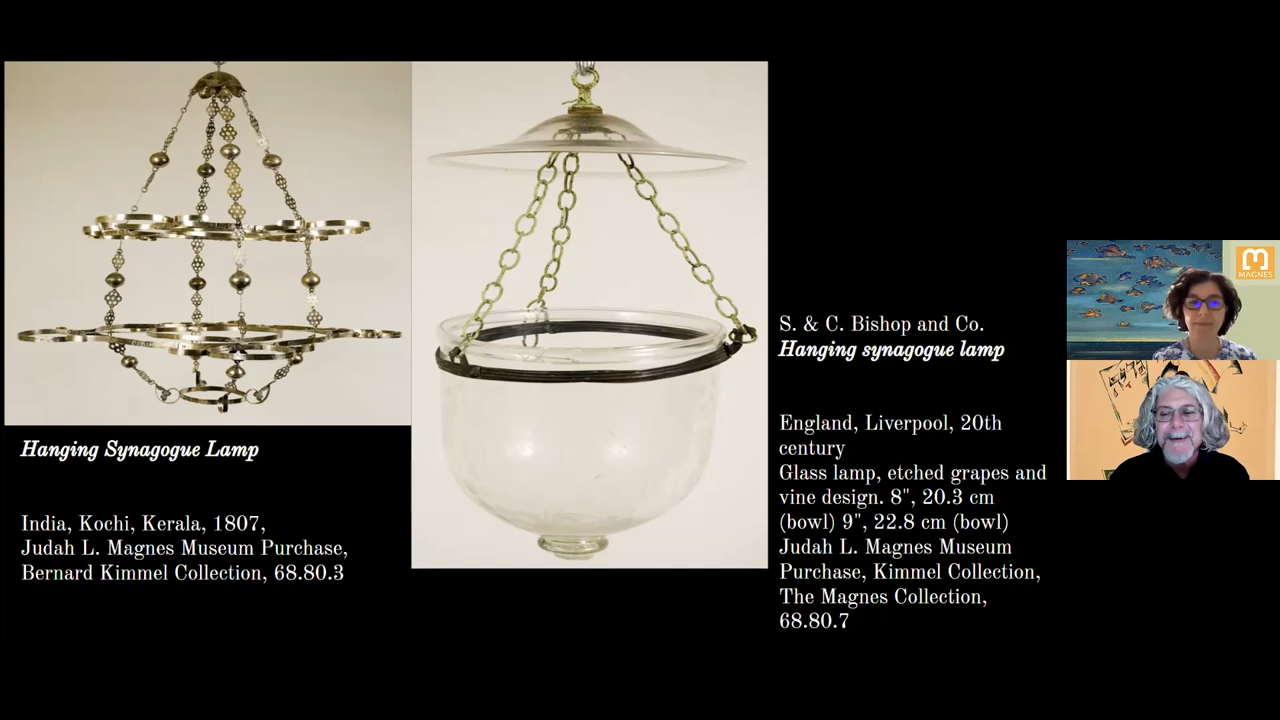 Hanging Synagogue Lamp
India, Kochi, Kerala, 1807,
Judah L. Magnes Museum Purchase,
Bernard Kimmel Collection, 68.80.3
S. & C. Bishop and Co.
Hanging synagogue lamp
England, Liverpool, 20th
century
Glass lamp, etched grapes and
vine design. 8", 20.3 cm
(bowl) 9", 22.8 cm (bowl)
Judah L. Magnes Museum
Purchase, Kimmel Collection,
The Magnes Collection,
68.80.7
MAGNES